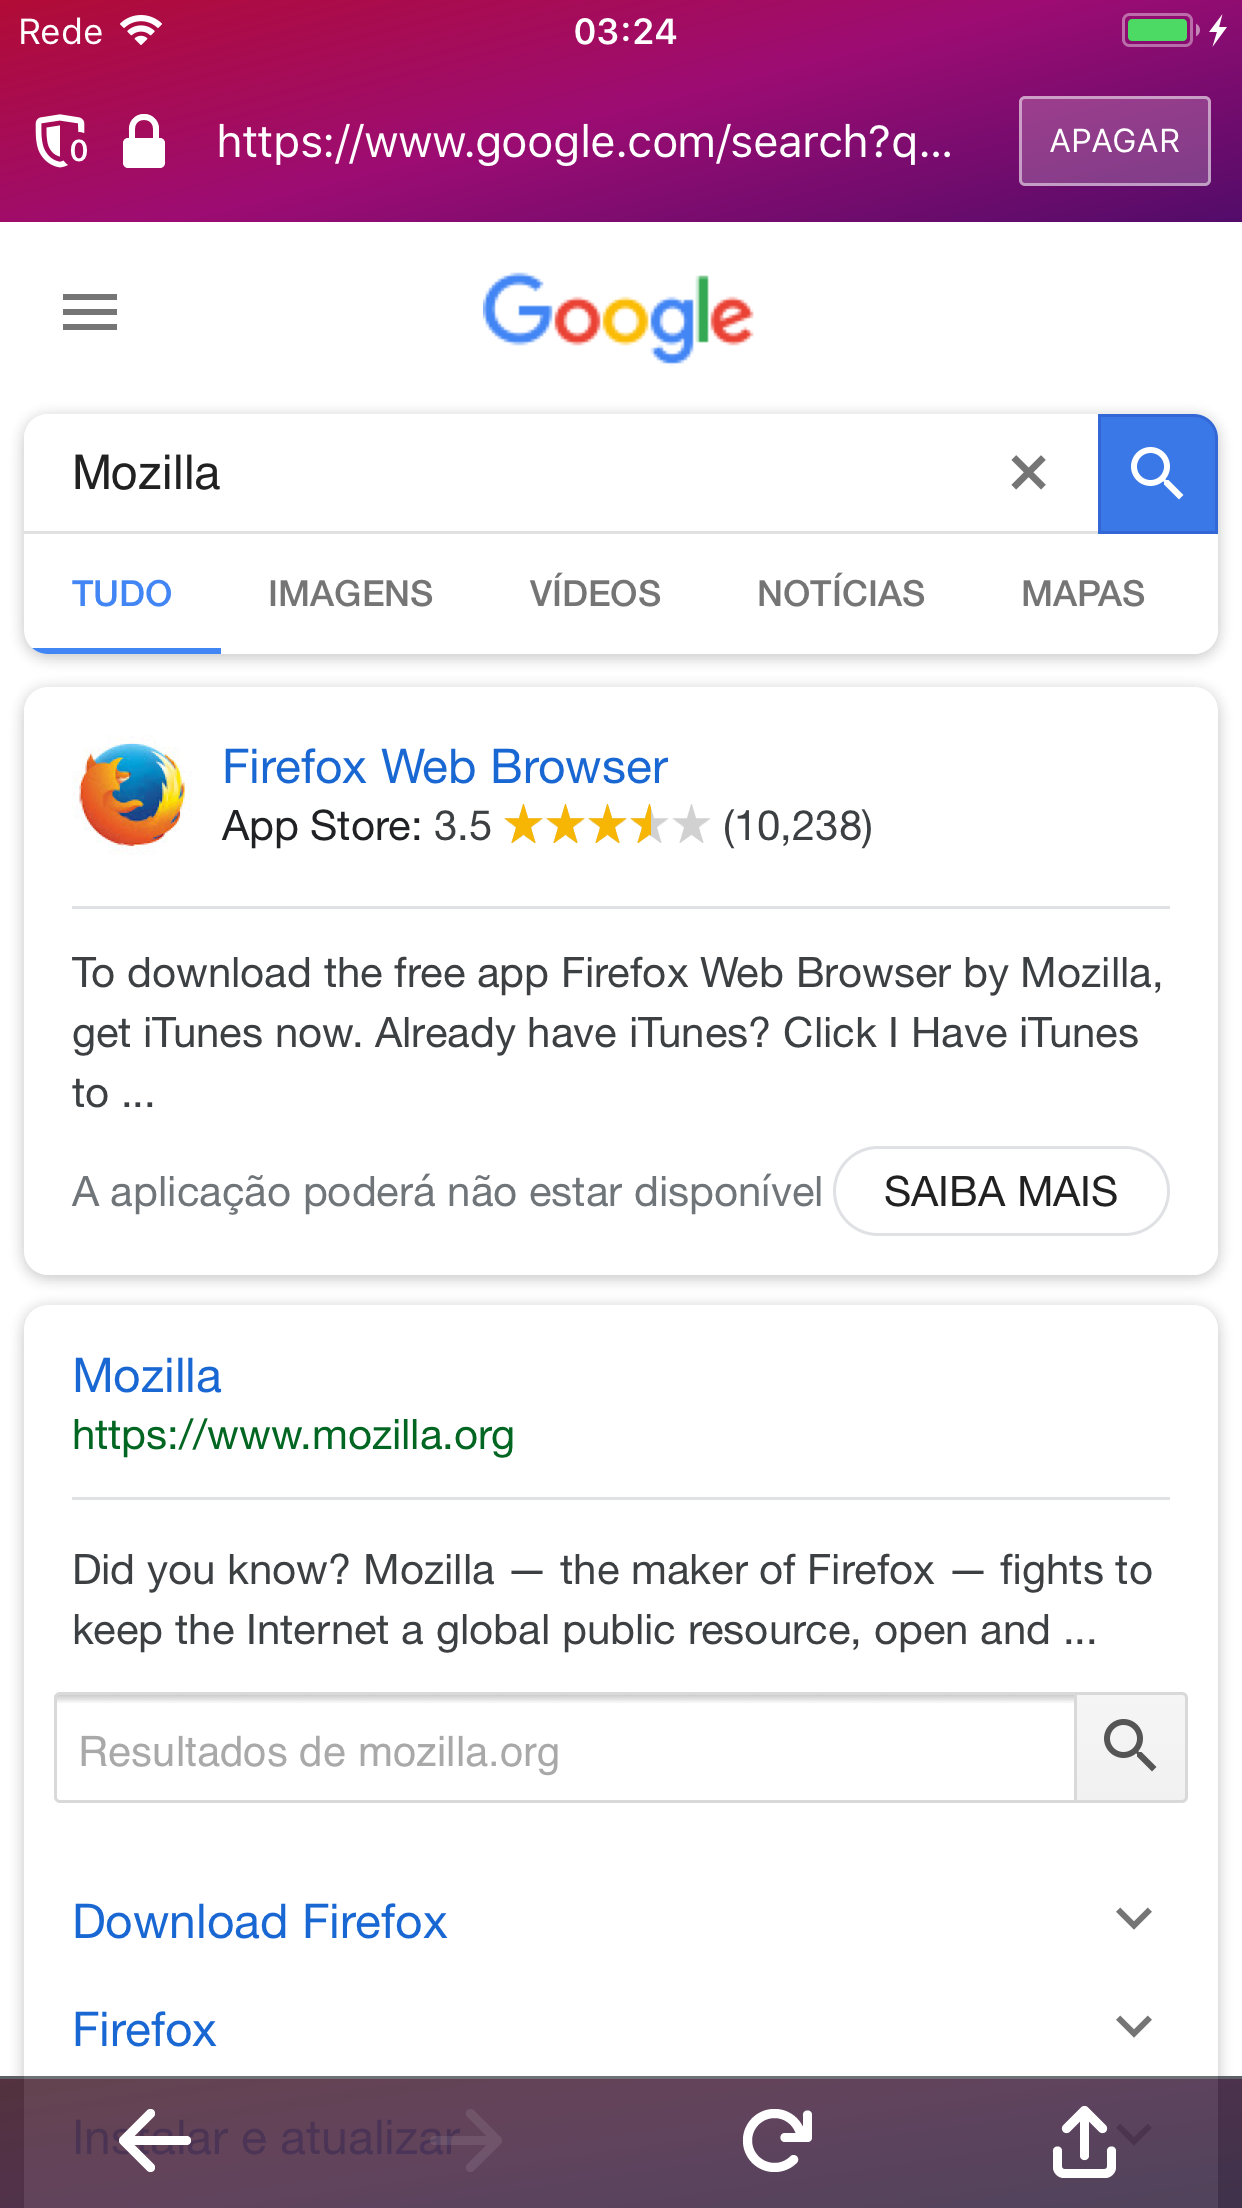 Rede
03:24
0
https://www.google.com/search?q...
APAGAR
Google
Mozilla
TUDO IMAGENS VÍDEOS NOTÍCIAS MAPAS
Firefox Web Browser
App Store: 3.5 (10,238)
To download the free app Firefox Web Browser by Mozilla,
get iTunes now. Already have iTunes? Click I Have iTunes
to ...
A aplicação poderá não estar disponível
SAIBA MAIS
Mozilla
https://www.mozilla.org
Did you know? Mozilla — the maker of Firefox — fights to
keep the Internet a global public resource, open and ...
Resultados de mozilla.org
Download Firefox
Firefox
Instalar e atualizar